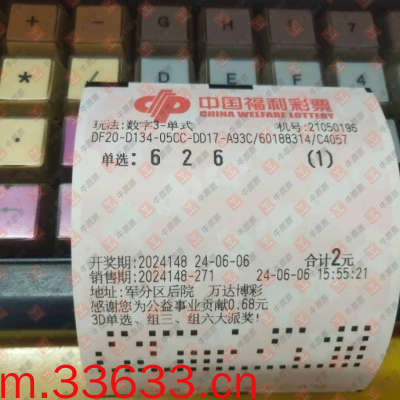 G + ÷ 7
* / D E F 4
中国福利彩票
CHINA WELFARE LOTTERY
玩法:数字3-单式 机号:21050196
DF20-D134-05CC-DD17-A93C/60188314/C4057
单选: 6 2 6 (1)
开奖期:2024148 24-06-06 合计2元
销售期:2024148-271 24-06-06 15:55:21
地址:军分区后院 万达博彩
感谢您为公益事业贡献0.68元
3D单选、组三、组六大派奖!
m.33633.cn